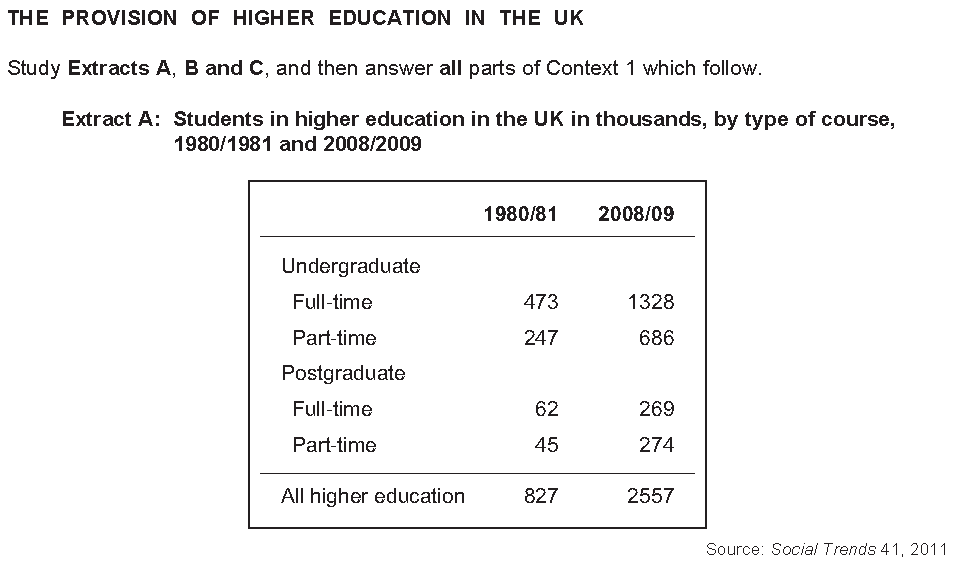 THE PROVISION OF HIGHER EDUCATION IN THE UK
Study Extracts A, B and C, and then answer all parts of Context 1 which follow.
Extract A: Students in higher education in the UK in thousands, by type of course,
1980/1981 and 2008/2009
1980/81 2008/09
Undergraduate
Full-time 473 1328
Part-time 247 686
Postgraduate
Full-time 62 269
Part-time 45 274
All higher education 827 2557
Source: Social Trends 41, 2011